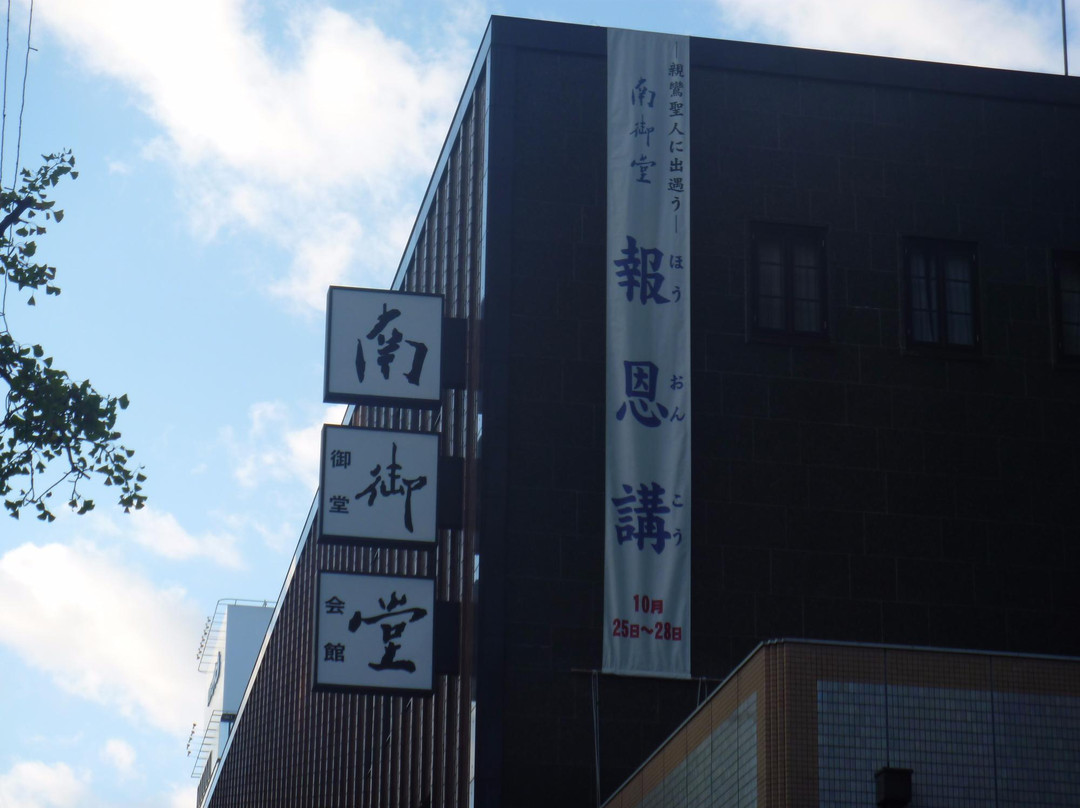 南御堂
御堂
会館
―親鸞聖人に出遇う―
南御堂
報恩講
ほう
おん
こう
10月
25日～28日